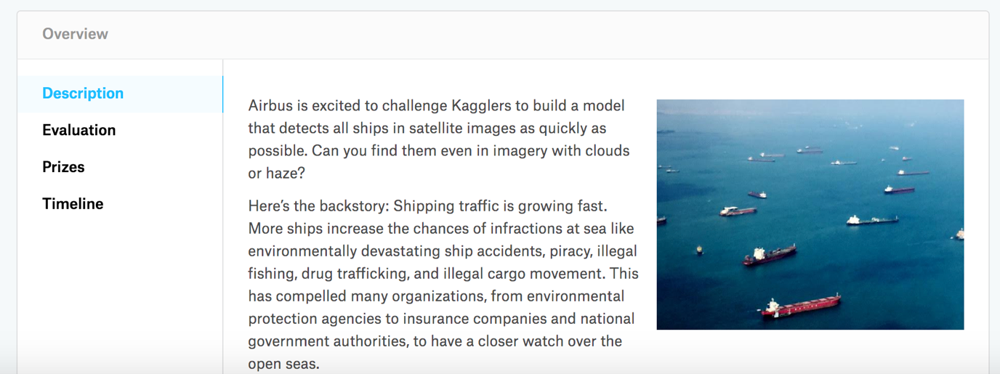 Overview
Description
Evaluation
Prizes
Timeline
Airbus is excited to challenge Kagglers to build a model
that detects all ships in satellite images as quickly as
possible. Can you find them even in imagery with clouds
or haze?
Here’s the backstory: Shipping traffic is growing fast.
More ships increase the chances of infractions at sea like
environmentally devastating ship accidents, piracy, illegal
fishing, drug trafficking, and illegal cargo movement. This
has compelled many organizations, from environmental
protection agencies to insurance companies and national
government authorities, to have a closer watch over the
open seas.